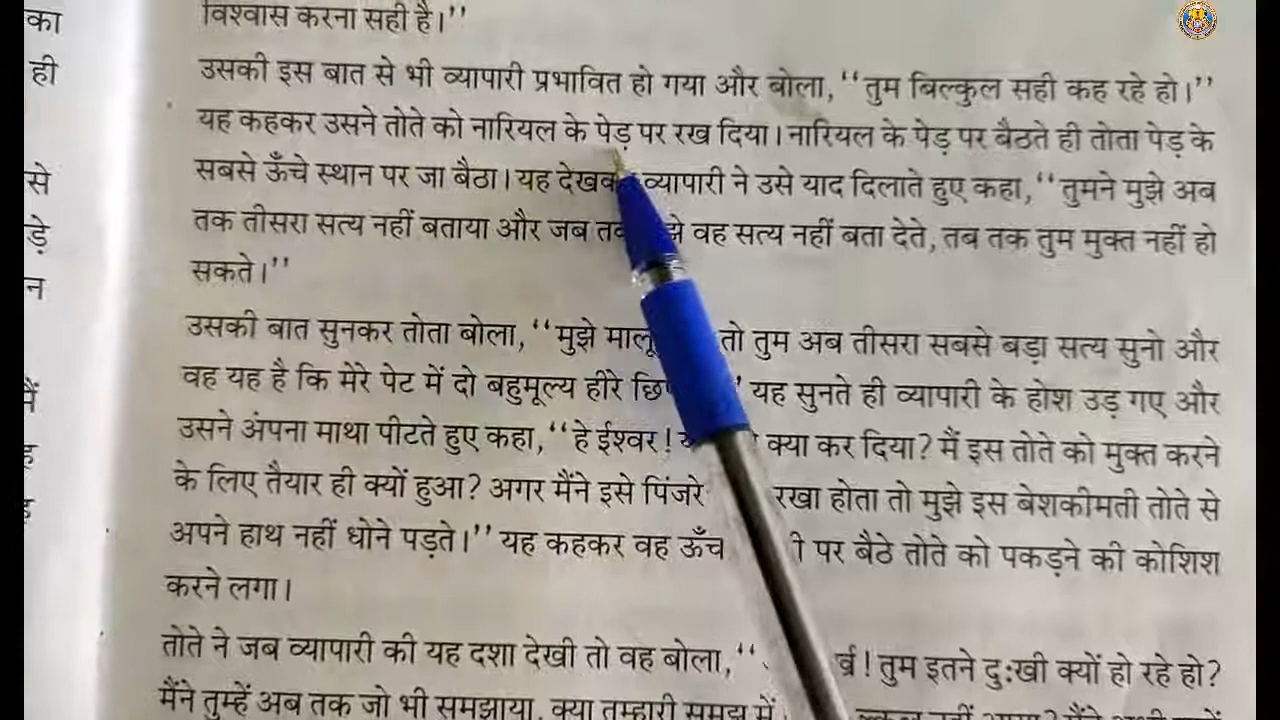 का
ही
से
ड़े
न
में
विश्वास करना सही है।’’
उसकी इस बात से भी व्यापारी प्रभावित हो गया और बोला, ‘‘तुम बिल्कुल सही कह रहे हो।’’
यह कहकर उसने तोते को नारियल के पेड़ पर रख दिया। नारियल के पेड़ पर बैठते ही तोता पेड़ के
सबसे ऊँचे स्थान पर जा बैठा। यह व्यापारी ने उसे याद दिलाते हुए कहा, ‘‘तुमने मुझे अब
तक तीसरा सत्य नहीं बताया और जब वह सत्य नहीं बता देते, तब तक तुम मुक्त नहीं हो
सकते।’’
उसकी बात सुनकर तोता बोला, ‘‘मुझे तो तुम अब तीसरा सबसे बड़ा सत्य सुनो और
वह यह है कि मेरे पेट में दो बहुमूल्य हीरे यह सुनते ही व्यापारी के होश उड़ गए और
उसने अंपना माथा पीटते हुए कहा, ‘‘हे ईश्वर! क्या कर दिया? मैं इस तोते को मुक्त करने
के लिए तैयार ही क्यों हुआ? अगर मैंने इसे पिंजरे रखा होता तो मुझे इस बेशकीमती तोते से
अपने हाथ नहीं धोने पड़ते।’’ यह कहकर वह पर बैठे तोते को पकड़ने की कोशिश
करने लगा।
तोते ने जब व्यापारी की यह दशा देखी तो वह बोला, ‘‘ तुम इतने दुःखी क्यों हो रहे हो?
मैंने तुम्हें अब तक जो भी समझाया, क्या तुम्हारी समझ में